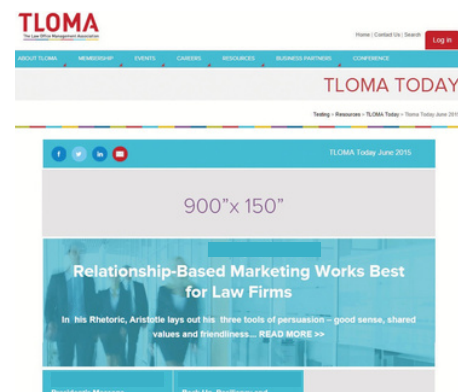 TLOMA
The Law Office Management Association
Home | Contact Us | Search
Log in
ABOUT TLOMA MEMBERSHIP EVENTS CAREERS RESOURCES BUSINESS PARTNERS CONFERENCE
TLOMA TODAY
Testing > Resources > TLOMA Today > Tloma Today June 2015
TLOMA Today June 2015
900”x 150”
Relationship-Based Marketing Works Best
for Law Firms
In his Rhetoric, Aristotle lays out his three tools of persuasion – good sense, shared
values and friendliness... READ MORE >>